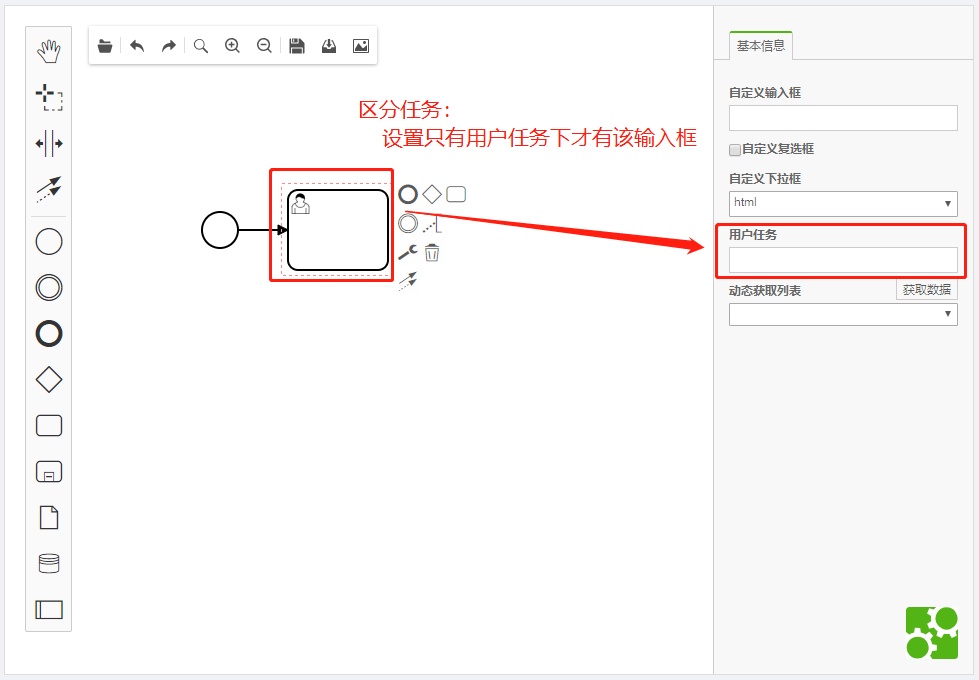 基本信息
区分任务：
设置只有用户任务下才有该输入框
自定义输入框
自定义复选框
自定义下拉框
html
用户任务
动态获取列表
获取数据